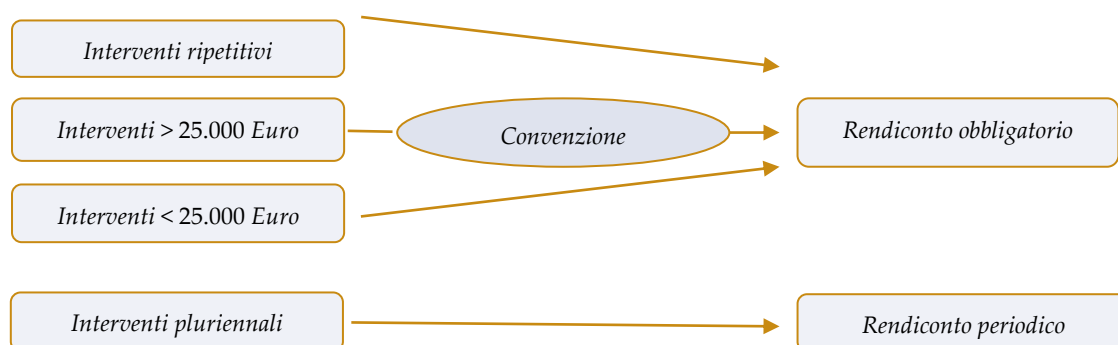 Interventi ripetitivi
Interventi > 25.000 Euro
Convenzione
Rendiconto obbligatorio
Interventi < 25.000 Euro
Interventi pluriennali
Rendiconto periodico